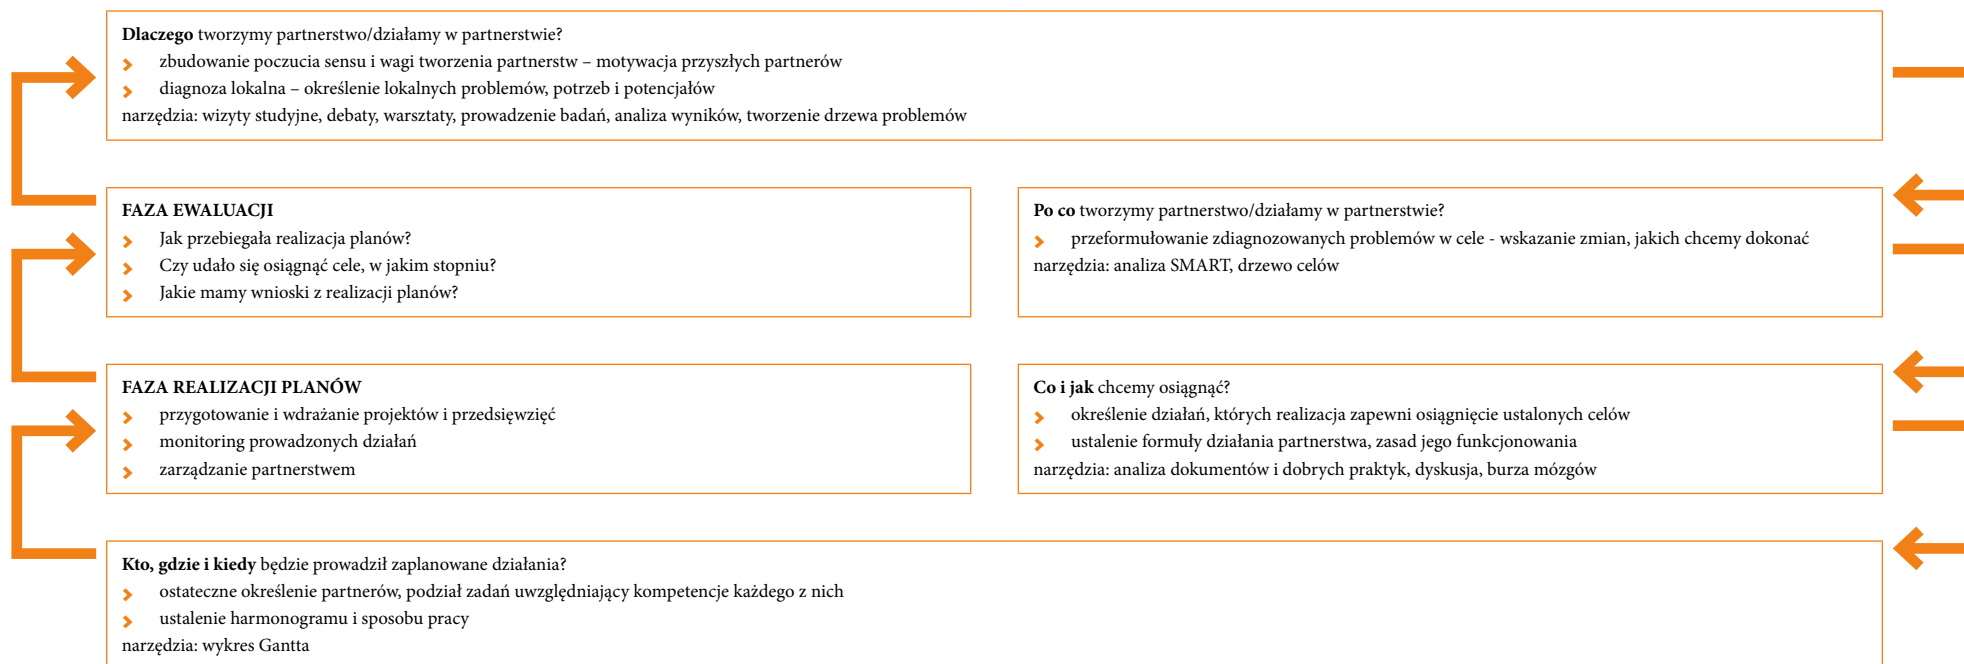 Dlaczego tworzymy partnerstwo/działamy w partnerstwie?
zbudowanie poczucia sensu i wagi tworzenia partnerstw – motywacja przyszłych partnerów
diagnoza lokalna – określenie lokalnych problemów, potrzeb i potencjałów
narzędzia: wizyty studyjne, debaty, warsztaty, prowadzenie badań, analiza wyników, tworzenie drzewa problemów
FAZA EWALUACJI
Jak przebiegała realizacja planów?
Czy udało się osiągnąć cele, w jakim stopniu?
Jakie mamy wnioski z realizacji planów?
Po co tworzymy partnerstwo/działamy w partnerstwie?
przeformułowanie zdiagnozowanych problemów w cele - wskazanie zmian, jakich chcemy dokonać
narzędzia: analiza SMART, drzewo celów
FAZA REALIZACJI PLANÓW
przygotowanie i wdrażanie projektów i przedsięwzięć
monitoring prowadzonych działań
zarządzanie partnerstwem
Co i jak chcemy osiągnąć?
określenie działań, których realizacja zapewni osiągnięcie ustalonych celów
ustalenie formuły działania partnerstwa, zasad jego funkcjonowania
narzędzia: analiza dokumentów i dobrych praktyk, dyskusja, burza mózgów
Kto, gdzie i kiedy będzie prowadził zaplanowane działania?
ostateczne określenie partnerów, podział zadań uwzględniający kompetencje każdego z nich
ustalenie harmonogramu i sposobu pracy
narzędzia: wykres Gantta